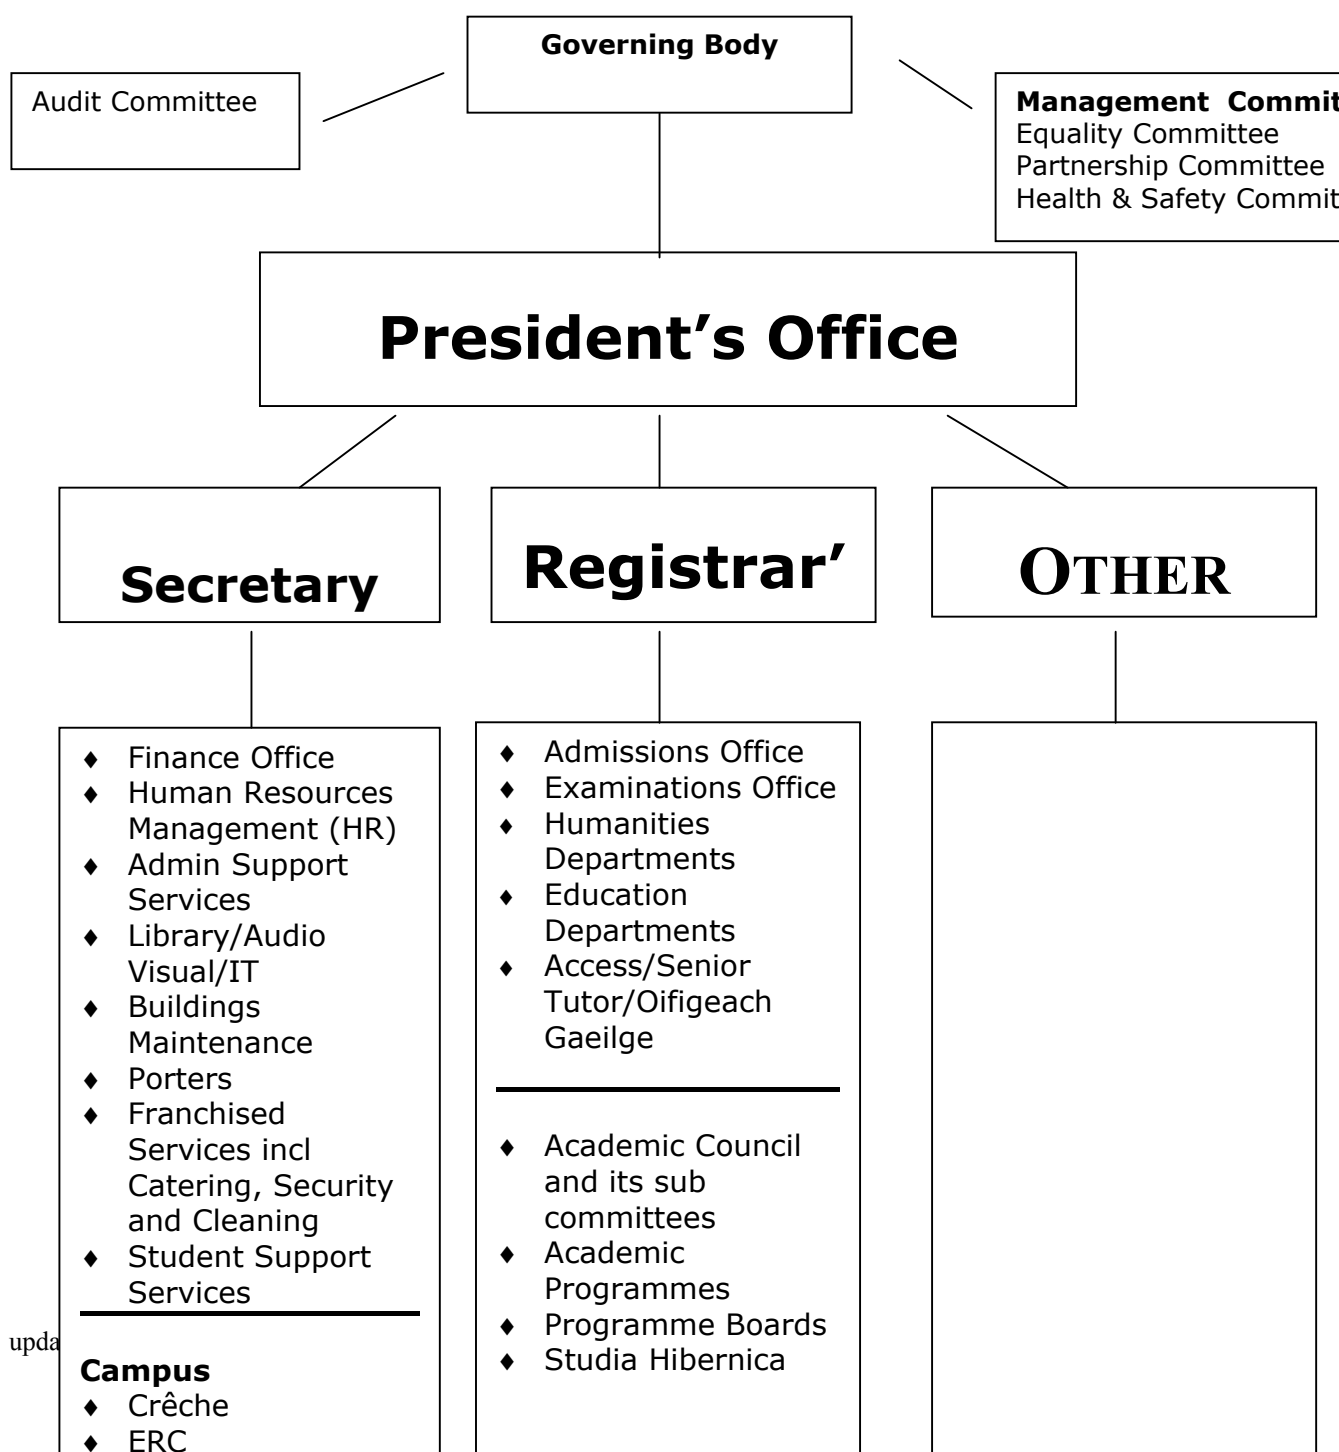 Governing Body
Audit Committee
Management Commit
Equality Committee
Partnership Committee
Health & Safety Commit
President’s Office
Secretary
Registrar’
OTHER
♦ Finance Office
♦ Human Resources
Management (HR)
♦ Admin Support
Services
♦ Library/Audio
Visual/IT
♦ Buildings
Maintenance
♦ Porters
♦ Franchised
Services incl
Catering, Security
and Cleaning
♦ Student Support
Services
Campus
♦ Crêche
♦ ERC
♦ Admissions Office
♦ Examinations Office
♦ Humanities
Departments
♦ Education
Departments
♦ Access/Senior
Tutor/Oifigeach
Gaeilge
♦ Academic Council
and its sub
committees
♦ Academic
Programmes
♦ Programme Boards
♦ Studia Hibernica
upda